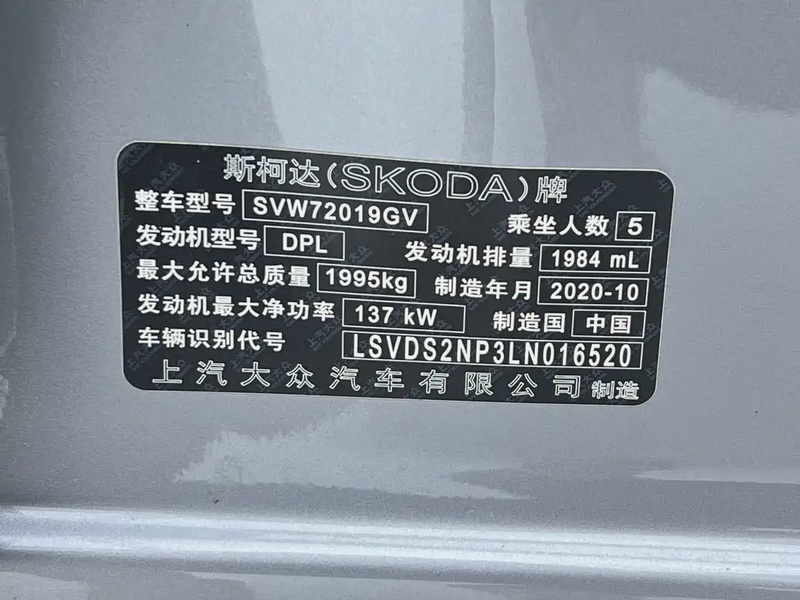 斯柯达(SKODA)牌
整车型号 SVW72019GV 乘坐人数 5
发动机型号 DPL 发动机排量 1984 mL
最大允许总质量 1995kg 制造年月 2020-10
发动机最大净功率 137 kW 制造国 中国
车辆识别代号 LSVDS2NP3LN016520
上汽大众汽车有限公司 制造